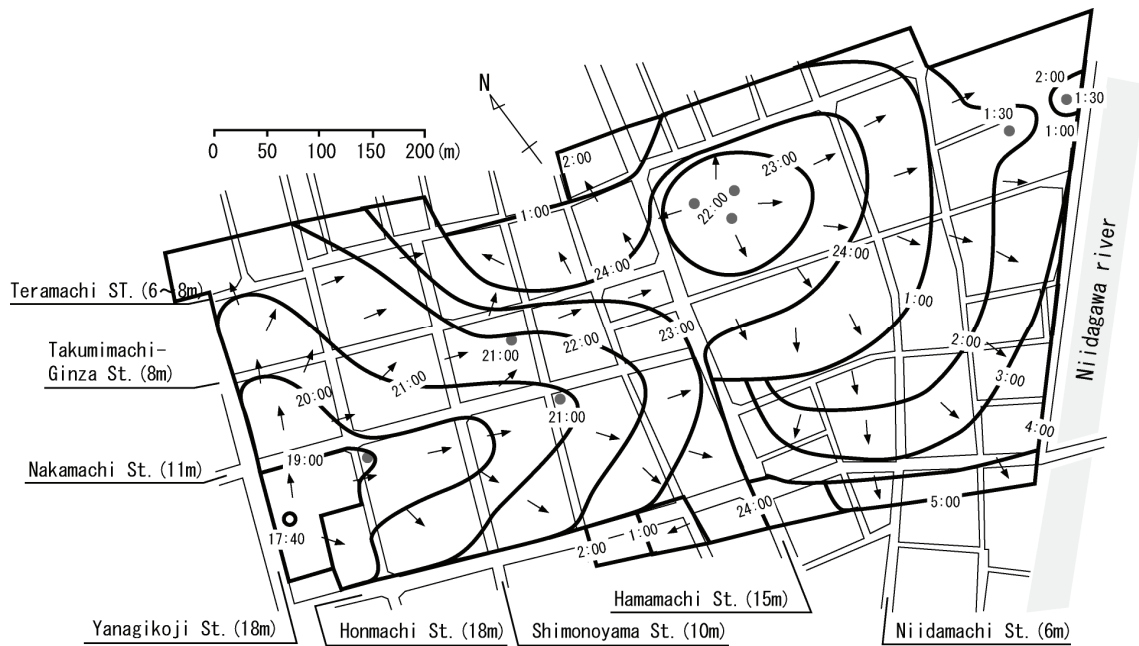 N
0 50 100 150 200 (m)
2:00
1:30
1:30
1:00
2:00
23:00
22:00
1:00
24:00
24:00
Teramachi ST. (6～8m)
Niidagawa river
1:00
23:00
22:00
21:00
2:00
Takumimachi-
Ginza St. (8m)
21:00
20:00
3:00
21:00
4:00
Nakamachi St. (11m)
19:00
5:00
24:00
17:40
1:00
2:00
Hamamachi St. (15m)
Yanagikoji St. (18m)
Honmachi St. (18m)
Shimonoyama St. (10m)
Niidamachi St. (6m)